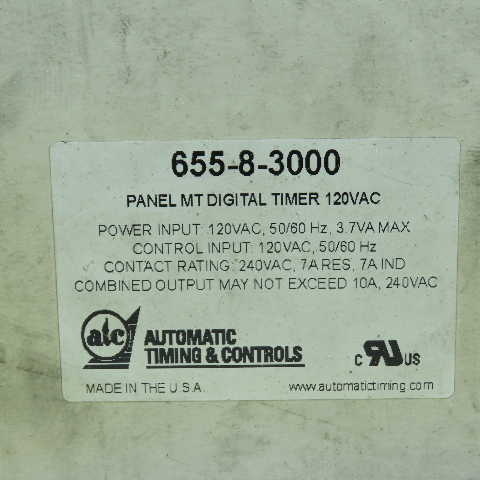 655-8-3000
PANEL MT DIGITAL TIMER 120VAC
POWER INPUT: 120VAC, 50/60 Hz, 3.7VA MAX
CONTROL INPUT: 120VAC, 50/60 Hz
CONTACT RATING: 240VAC, 7A RES, 7A IND
COMBINED OUTPUT MAY NOT EXCEED 10A, 240VAC
atc AUTOMATIC
TIMING & CONTROLS
C RU US
MADE IN THE U.S.A.
www.automatictiming.com